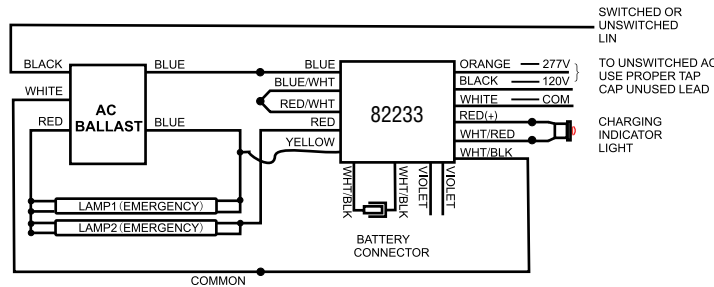 SWITCHED OR
UNSWITCHED
LIN
BLACK
BLUE
BLUE
ORANGE
277V
TO UNSWITCHED AC
USE PROPER TAP
CAP UNUSED LEAD
BLUE/WHT
BLACK
120V
WHITE
RED/WHT
WHITE
COM
AC
BALLAST
82233
RED
BLUE
RED
RED(+)
CHARGING
INDICATOR
LIGHT
YELLOW
WHT/RED
WHT/BLK
WHT/BLK
WHT/BLK
VIOLET
VIOLET
LAMP1(EMERGENCY)
LAMP2(EMERGENCY)
BATTERY
CONNECTOR
COMMON